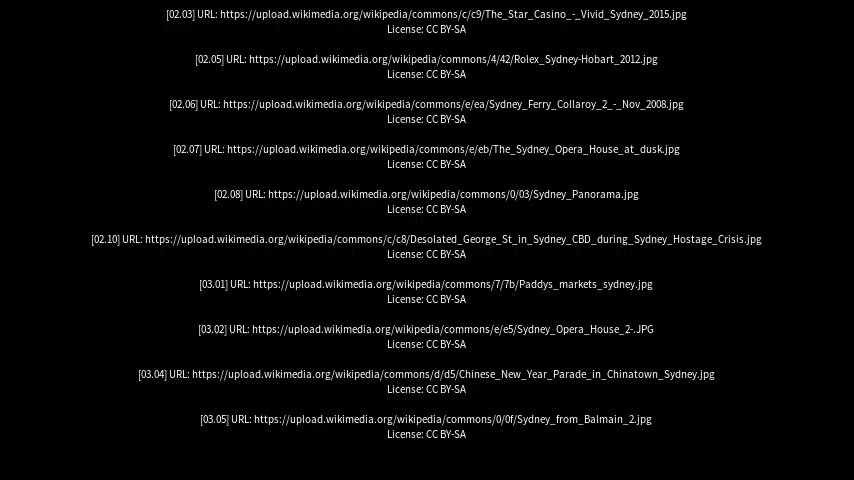 [02.03] URL: https://upload.wikimedia.org/wikipedia/commons/c/c9/The_Star_Casino_-_Vivid_Sydney_2015.jpg
License: CC BY-SA
[02.05] URL: https://upload.wikimedia.org/wikipedia/commons/4/42/Rolex_Sydney-Hobart_2012.jpg
License: CC BY-SA
[02.06] URL: https://upload.wikimedia.org/wikipedia/commons/e/ea/Sydney_Ferry_Collaroy_2_-_Nov_2008.jpg
License: CC BY-SA
[02.07] URL: https://upload.wikimedia.org/wikipedia/commons/e/eb/The_Sydney_Opera_House_at_dusk.jpg
License: CC BY-SA
[02.08] URL: https://upload.wikimedia.org/wikipedia/commons/0/03/Sydney_Panorama.jpg
License: CC BY-SA
[02.10] URL: https://upload.wikimedia.org/wikipedia/commons/c/c8/Desolated_George_St_in_Sydney_CBD_during_Sydney_Hostage_Crisis.jpg
License: CC BY-SA
[03.01] URL: https://upload.wikimedia.org/wikipedia/commons/7/7b/Paddys_markets_sydney.jpg
License: CC BY-SA
[03.02] URL: https://upload.wikimedia.org/wikipedia/commons/e/e5/Sydney_Opera_House_2-.JPG
License: CC BY-SA
[03.04] URL: https://upload.wikimedia.org/wikipedia/commons/d/d5/Chinese_New_Year_Parade_in_Chinatown_Sydney.jpg
License: CC BY-SA
[03.05] URL: https://upload.wikimedia.org/wikipedia/commons/0/0f/Sydney_from_Balmain_2.jpg
License: CC BY-SA